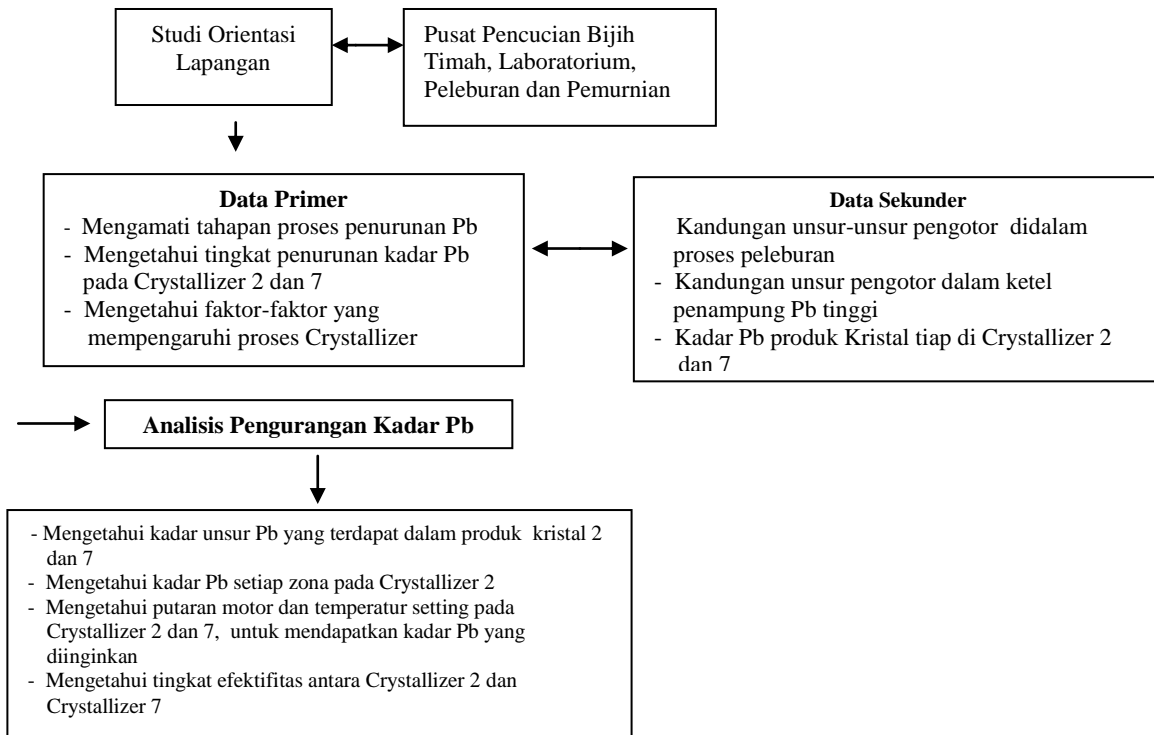 Studi Orientasi
Lapangan
Pusat Pencucian Bijih
Timah, Laboratorium,
Peleburan dan Pemurnian
Data Primer
- Mengamati tahapan proses penurunan Pb
- Mengetahui tingkat penurunan kadar Pb
pada Crystallizer 2 dan 7
- Mengetahui faktor-faktor yang
mempengaruhi proses Crystallizer
Data Sekunder
Kandungan unsur-unsur pengotor didalam
proses peleburan
- Kandungan unsur pengotor dalam ketel
penampung Pb tinggi
- Kadar Pb produk Kristal tiap di Crystallizer 2
dan 7
Analisis Pengurangan Kadar Pb
- Mengetahui kadar unsur Pb yang terdapat dalam produk kristal 2
dan 7
- Mengetahui kadar Pb setiap zona pada Crystallizer 2
- Mengetahui putaran motor dan temperatur setting pada
Crystallizer 2 dan 7, untuk mendapatkan kadar Pb yang
diinginkan
- Mengetahui tingkat efektifitas antara Crystallizer 2 dan
Crystallizer 7